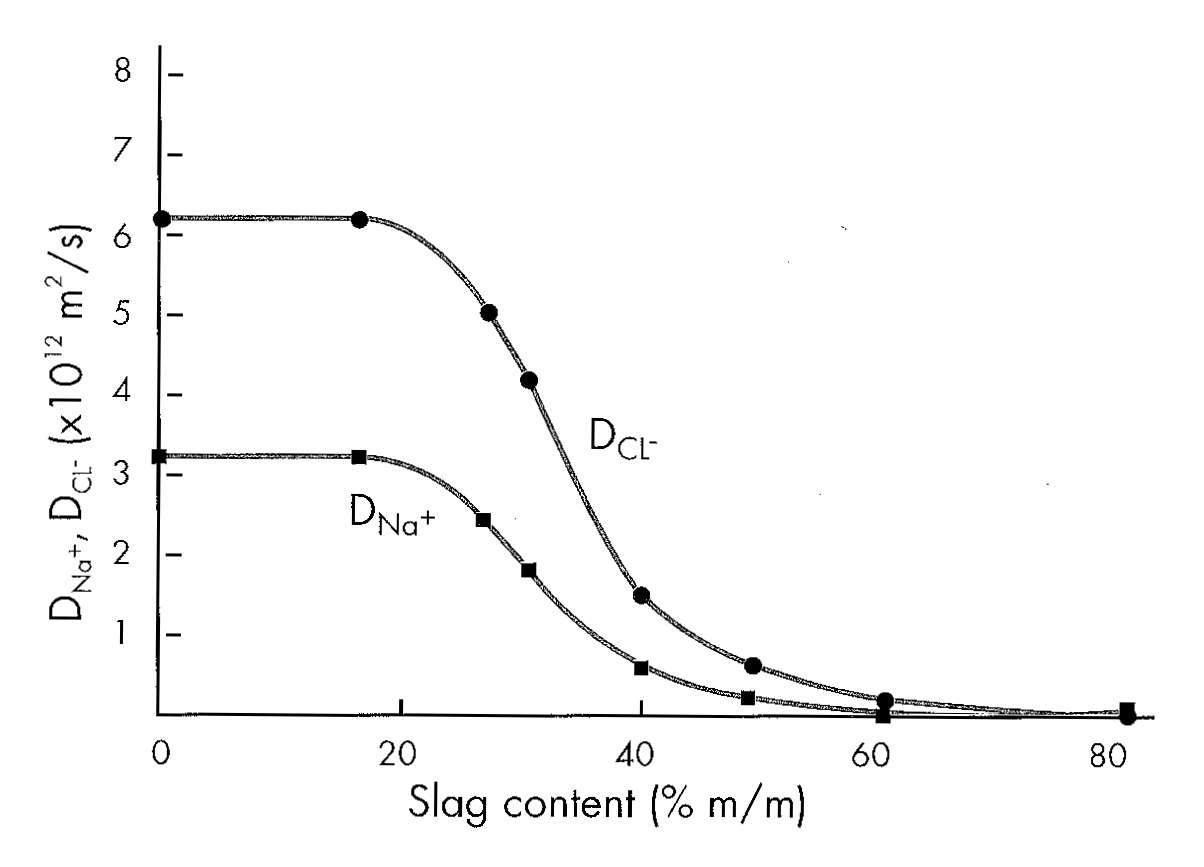 8
7
6
5
4
3
2
1
D_Na+, D_CL- (x10^12 m^2/s)
D_CL-
D_Na+
0 20 40 60 80
Slag content (% m/m)